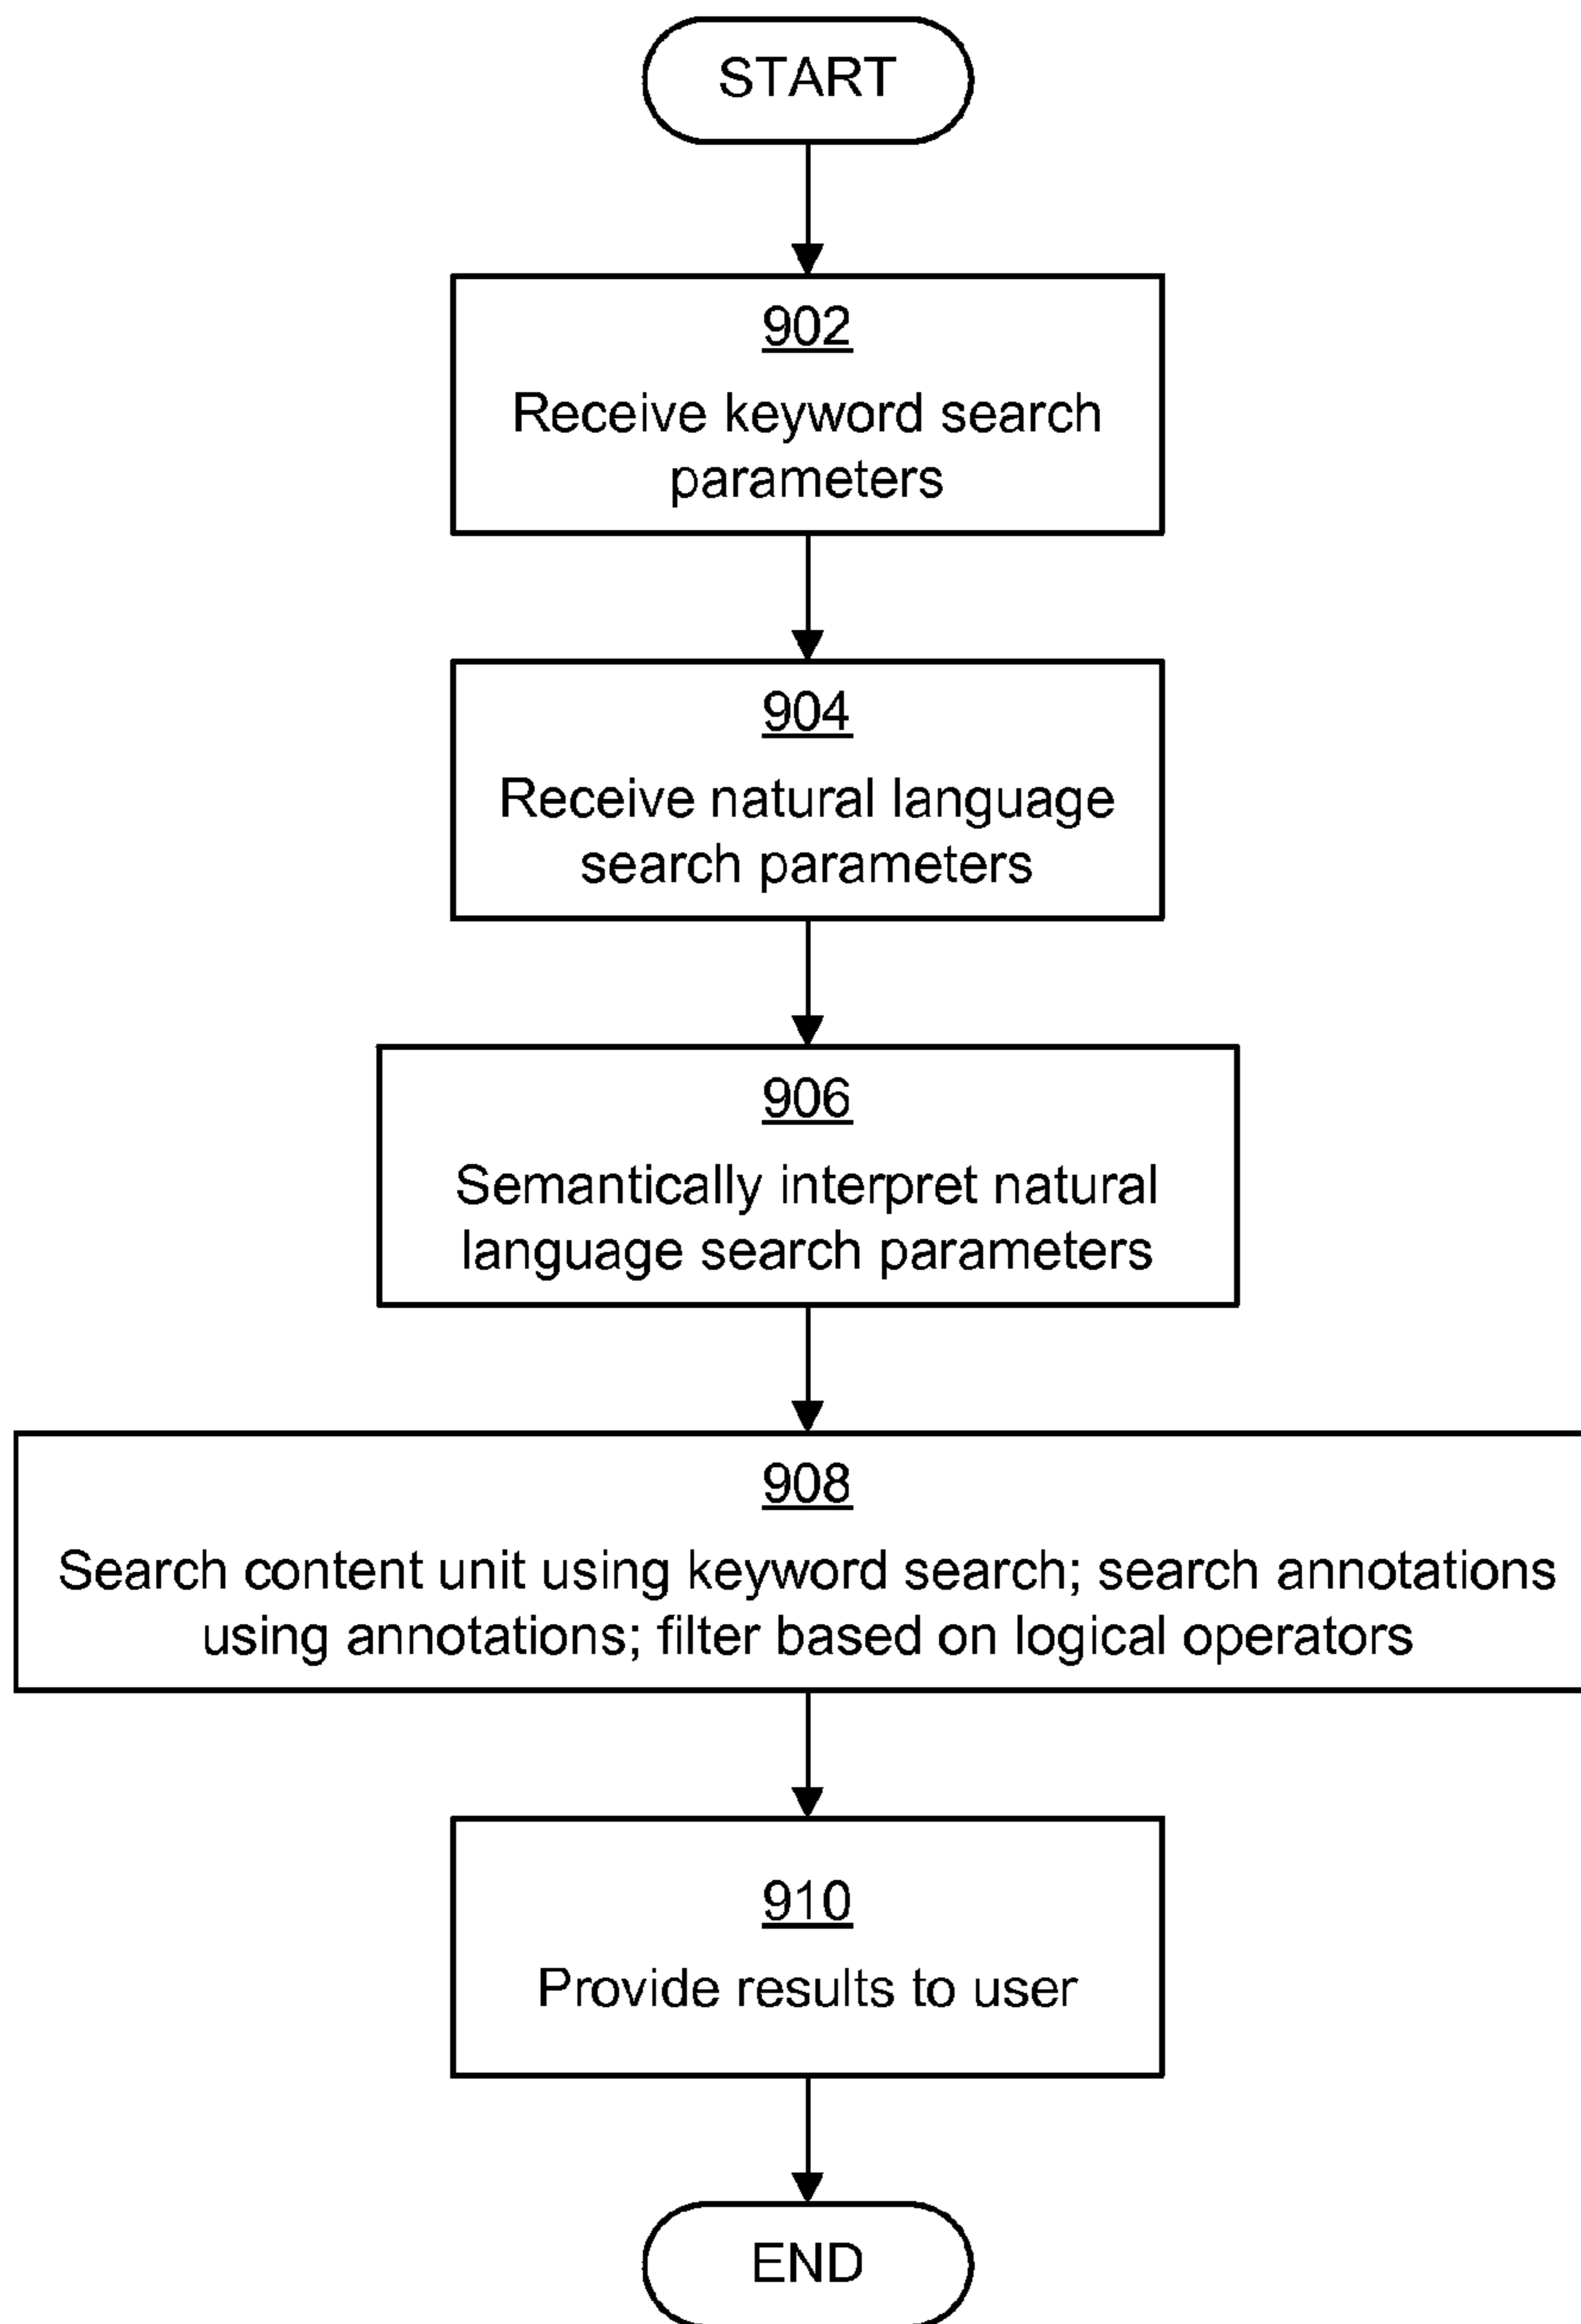 START
902
Receive keyword search
parameters
904
Receive natural language
search parameters
906
Semantically interpret natural
language search parameters
908
Search content unit using keyword search; search annotations
using annotations; filter based on logical operators
910
Provide results to user
END